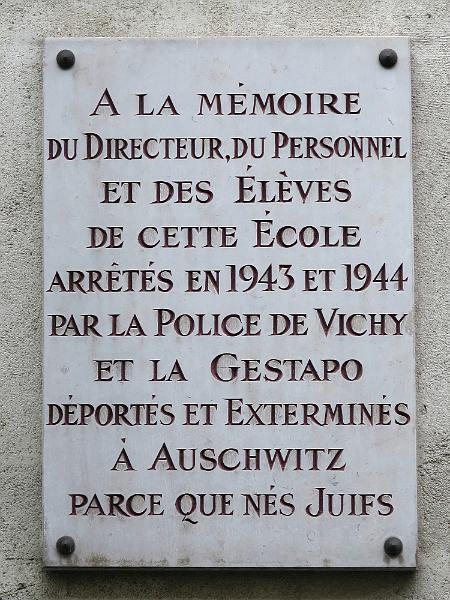 A LA MÉMOIRE
DU DIRECTEUR, DU PERSONNEL
ET DES ÉLÈVES
DE CETTE ÉCOLE
ARRÊTÉS EN 1943 ET 1944
PAR LA POLICE DE VICHY
ET LA GESTAPO
DÉPORTÉS ET EXTERMINÉS
À AUSCHWITZ
PARCE QUE NÉS JUIFS